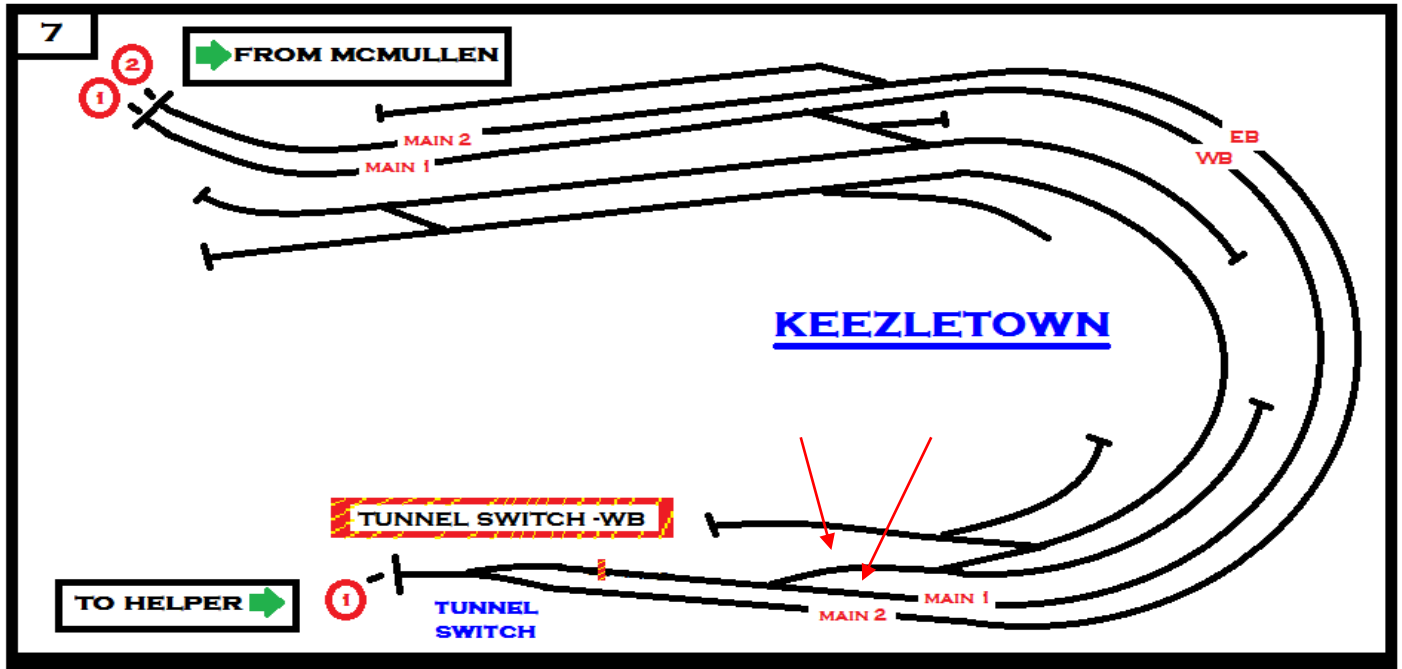 7
2
FROM MCMULLEN
1
MAIN 2
EB
MAIN 1
WB
KEEZLETOWN
TUNNEL SWITCH -WB
TO HELPER
1
TUNNEL
SWITCH
MAIN 1
MAIN 2